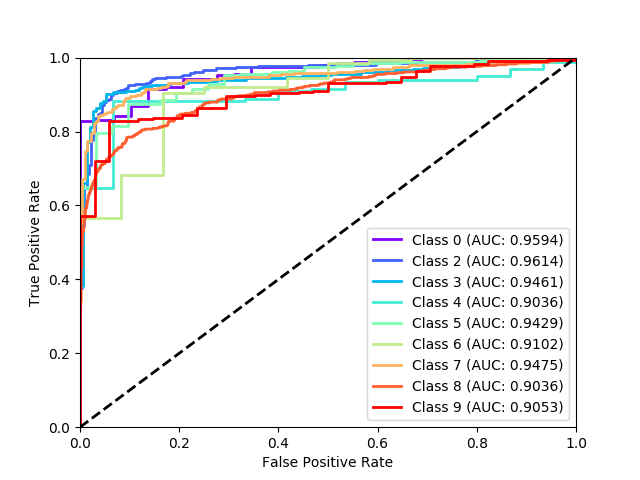 1.0
0.8
0.6
0.4
0.2
0.0
True Positive Rate
Class 0 (AUC: 0.9594)
Class 2 (AUC: 0.9614)
Class 3 (AUC: 0.9461)
Class 4 (AUC: 0.9036)
Class 5 (AUC: 0.9429)
Class 6 (AUC: 0.9102)
Class 7 (AUC: 0.9475)
Class 8 (AUC: 0.9036)
Class 9 (AUC: 0.9053)
0.0 0.2 0.4 0.6 0.8 1.0
False Positive Rate